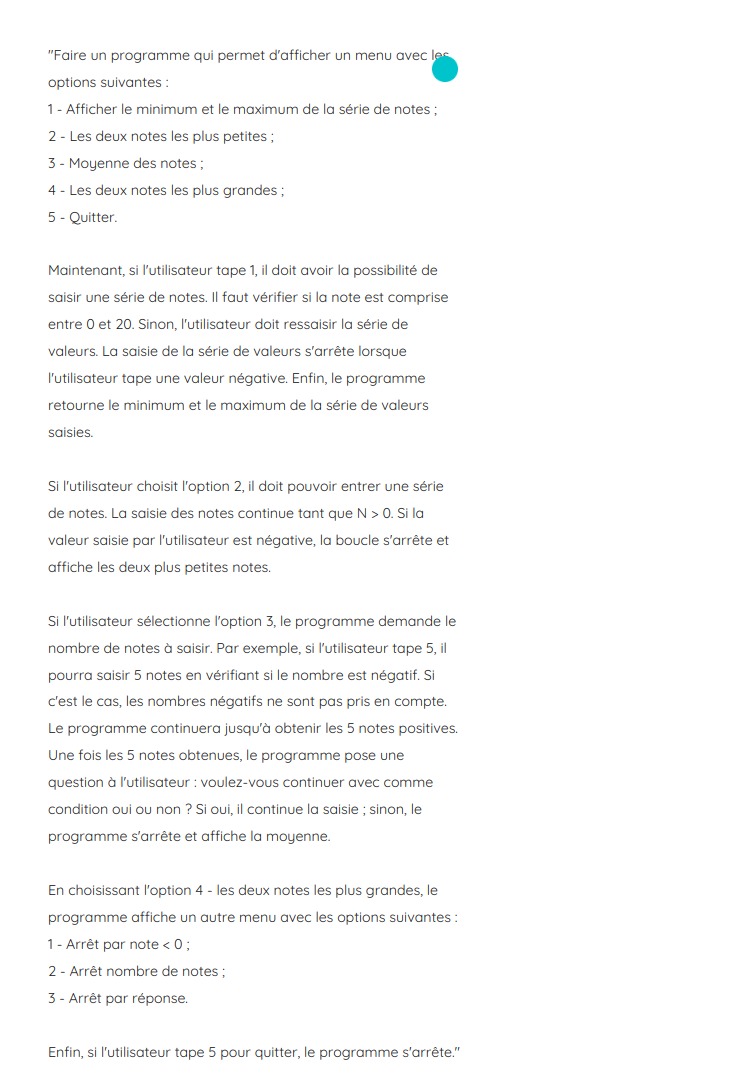 "Faire un programme qui permet d'afficher un menu avec les
options suivantes :
1 - Afficher le minimum et le maximum de la série de notes ;
2 - Les deux notes les plus petites ;
3 - Moyenne des notes ;
4 - Les deux notes les plus grandes ;
5 - Quitter.
Maintenant, si l'utilisateur tape 1, il doit avoir la possibilité de
saisir une série de notes. Il faut vérifier si la note est comprise
entre 0 et 20. Sinon, l'utilisateur doit ressaisir la série de
valeurs. La saisie de la série de valeurs s'arrête lorsque
l'utilisateur tape une valeur négative. Enfin, le programme
retourne le minimum et le maximum de la série de valeurs
saisies.
Si l'utilisateur choisit l'option 2, il doit pouvoir entrer une série
de notes. La saisie des notes continue tant que N > 0. Si la
valeur saisie par l'utilisateur est négative, la boucle s'arrête et
affiche les deux plus petites notes.
Si l'utilisateur sélectionne l'option 3, le programme demande le
nombre de notes à saisir. Par exemple, si l'utilisateur tape 5, il
pourra saisir 5 notes en vérifiant si le nombre est négatif. Si
c'est le cas, les nombres négatifs ne sont pas pris en compte.
Le programme continuera jusqu'à obtenir les 5 notes positives.
Une fois les 5 notes obtenues, le programme pose une
question à l'utilisateur : voulez-vous continuer avec comme
condition oui ou non ? Si oui, il continue la saisie ; sinon, le
programme s'arrête et affiche la moyenne.
En choisissant l'option 4 - les deux notes les plus grandes, le
programme affiche un autre menu avec les options suivantes :
1 - Arrêt par note < 0 ;
2 - Arrêt nombre de notes ;
3 - Arrêt par réponse.
Enfin, si l'utilisateur tape 5 pour quitter, le programme s'arrête."